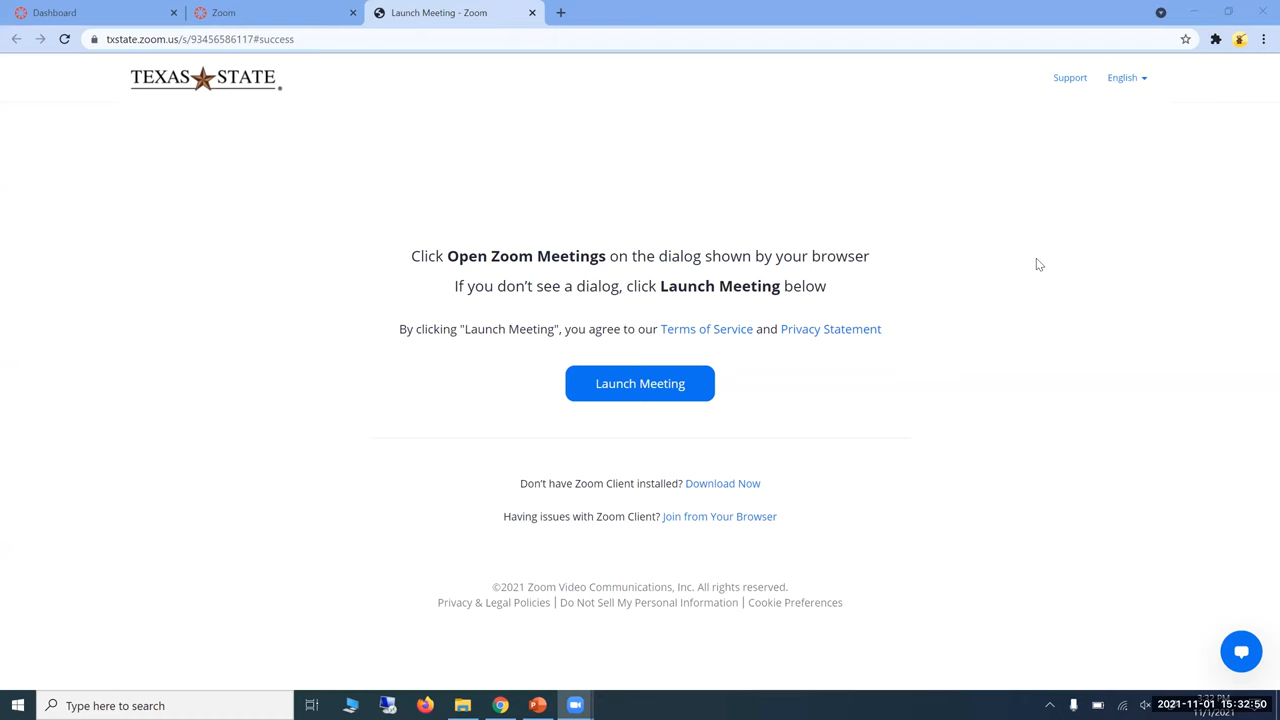 Dashboard
Zoom
Launch Meeting - Zoom
txstate.zoom.us/s/93456586117#success
TEXAS STATE
Support
English
Click Open Zoom Meetings on the dialog shown by your browser
If you don't see a dialog, click Launch Meeting below
By clicking "Launch Meeting", you agree to our Terms of Service and Privacy Statement
Launch Meeting
Don't have Zoom Client installed? Download Now
Having issues with Zoom Client? Join from Your Browser
©2021 Zoom Video Communications, Inc. All rights reserved.
Privacy & Legal Policies | Do Not Sell My Personal Information | Cookie Preferences
Type here to search
2021-11-01 15:32:50
11/1/2021